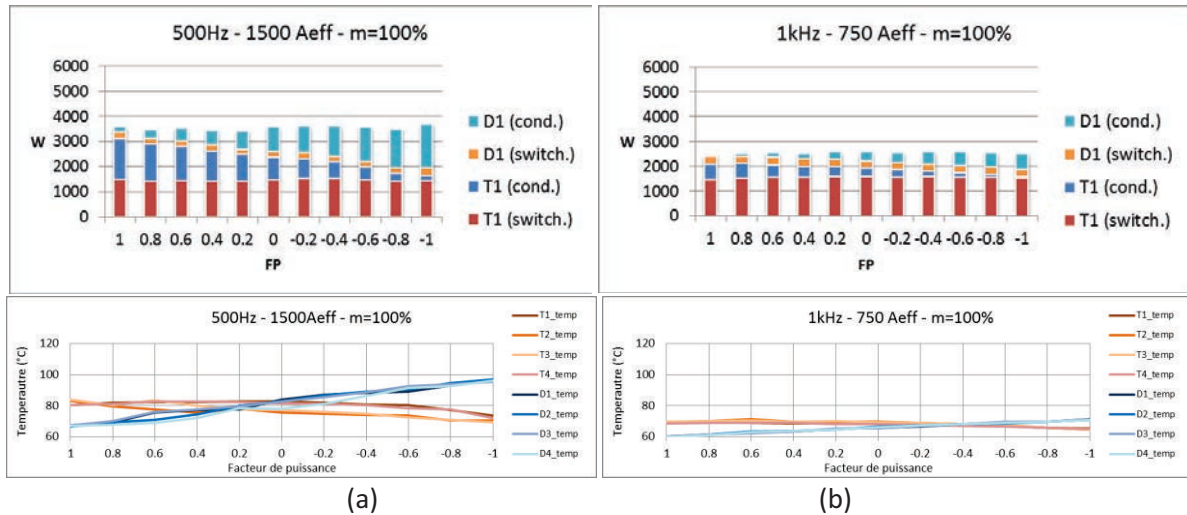 500Hz - 1500 Aeff - m=100%
6000
5000
4000
3000
2000
1000
0
W
1 0.8 0.6 0.4 0.2 0 -0.2 -0.4 -0.6 -0.8 -1
FP
D1 (cond.)
D1 (switch.)
T1 (cond.)
T1 (switch.)
1kHz - 750 Aeff - m=100%
6000
5000
4000
3000
2000
1000
0
W
1 0.8 0.6 0.4 0.2 0 -0.2 -0.4 -0.6 -0.8 -1
FP
D1 (cond.)
D1 (switch.)
T1 (cond.)
T1 (switch.)
500Hz - 1500Aeff - m=100%
Temperautre (°C)
120
100
80
60
1 0.8 0.6 0.4 0.2 0 -0.2 -0.4 -0.6 -0.8 -1
Facteur de puissance
T1_temp
T2_temp
T3_temp
T4_temp
D1_temp
D2_temp
D3_temp
D4_temp
(a)
1kHz - 750 Aeff - m=100%
Temperautre (°C)
120
100
80
60
1 0.8 0.6 0.4 0.2 0 -0.2 -0.4 -0.6 -0.8 -1
Facteur de puissance
T1_temp
T2_temp
T3_temp
T4_temp
D1_temp
D2_temp
D3_temp
D4_temp
(b)